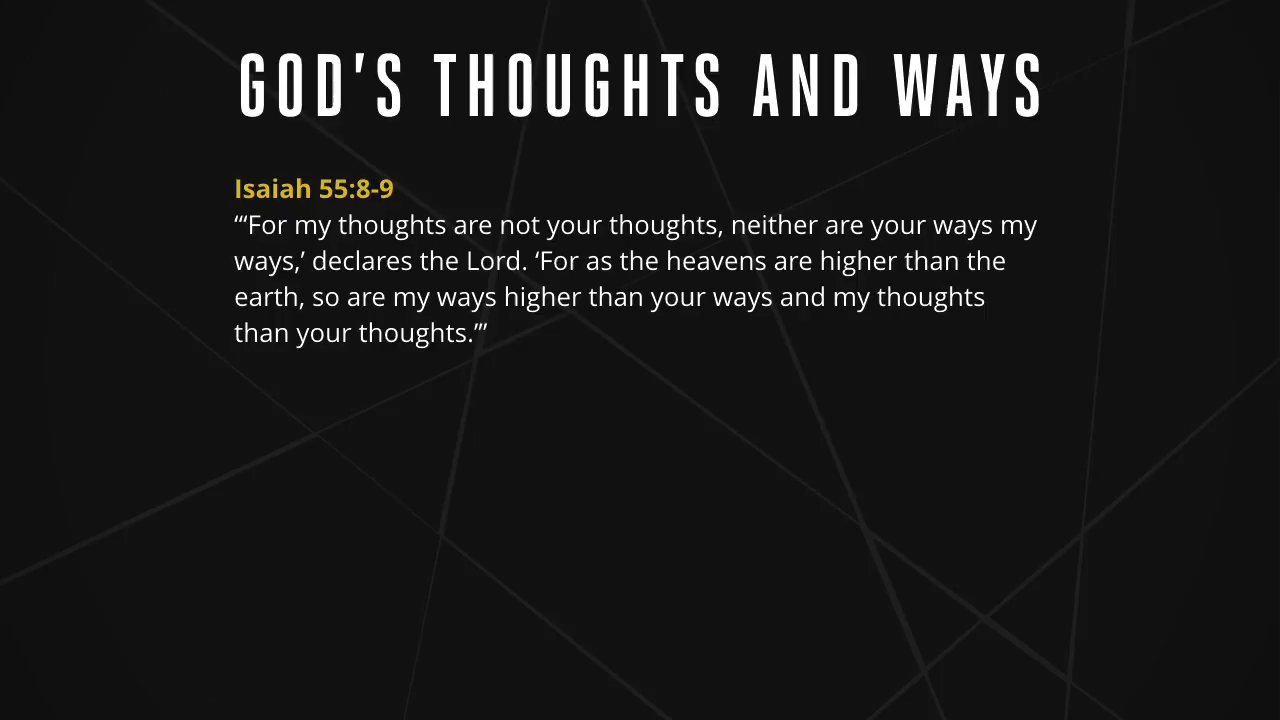 GOD'S THOUGHTS AND WAYS
Isaiah 55:8-9
“‘For my thoughts are not your thoughts, neither are your ways my
ways,’ declares the Lord. ‘For as the heavens are higher than the
earth, so are my ways higher than your ways and my thoughts
than your thoughts.’”